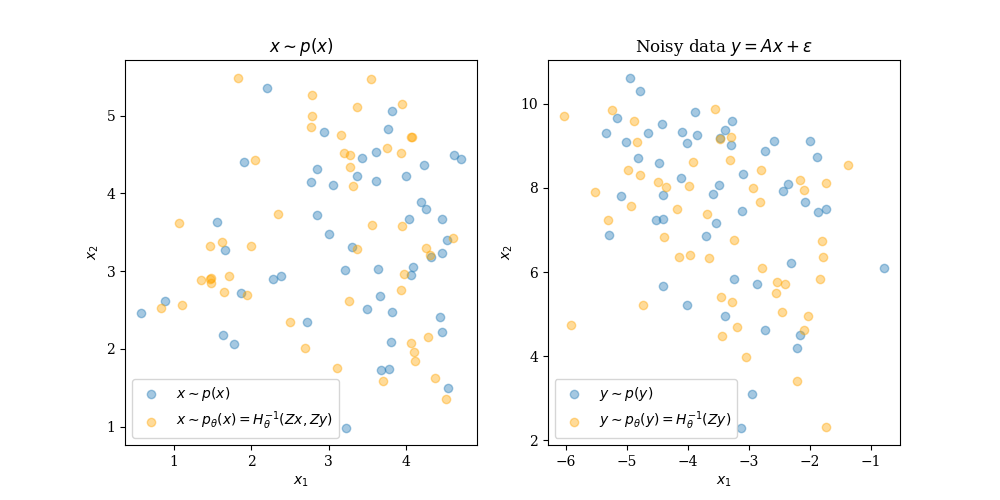 x ∼ p(x)
5
4
3
2
1
x₂
x ∼ p(x)
x ∼ p_θ(x) = H_θ⁻¹(Zx, Zy)
1 2 3 4
x₁
Noisy data y = Ax + ε
10
8
6
4
2
x₂
y ∼ p(y)
y ∼ p_θ(y) = H_θ⁻¹(Zy)
−6 −5 −4 −3 −2 −1
x₁